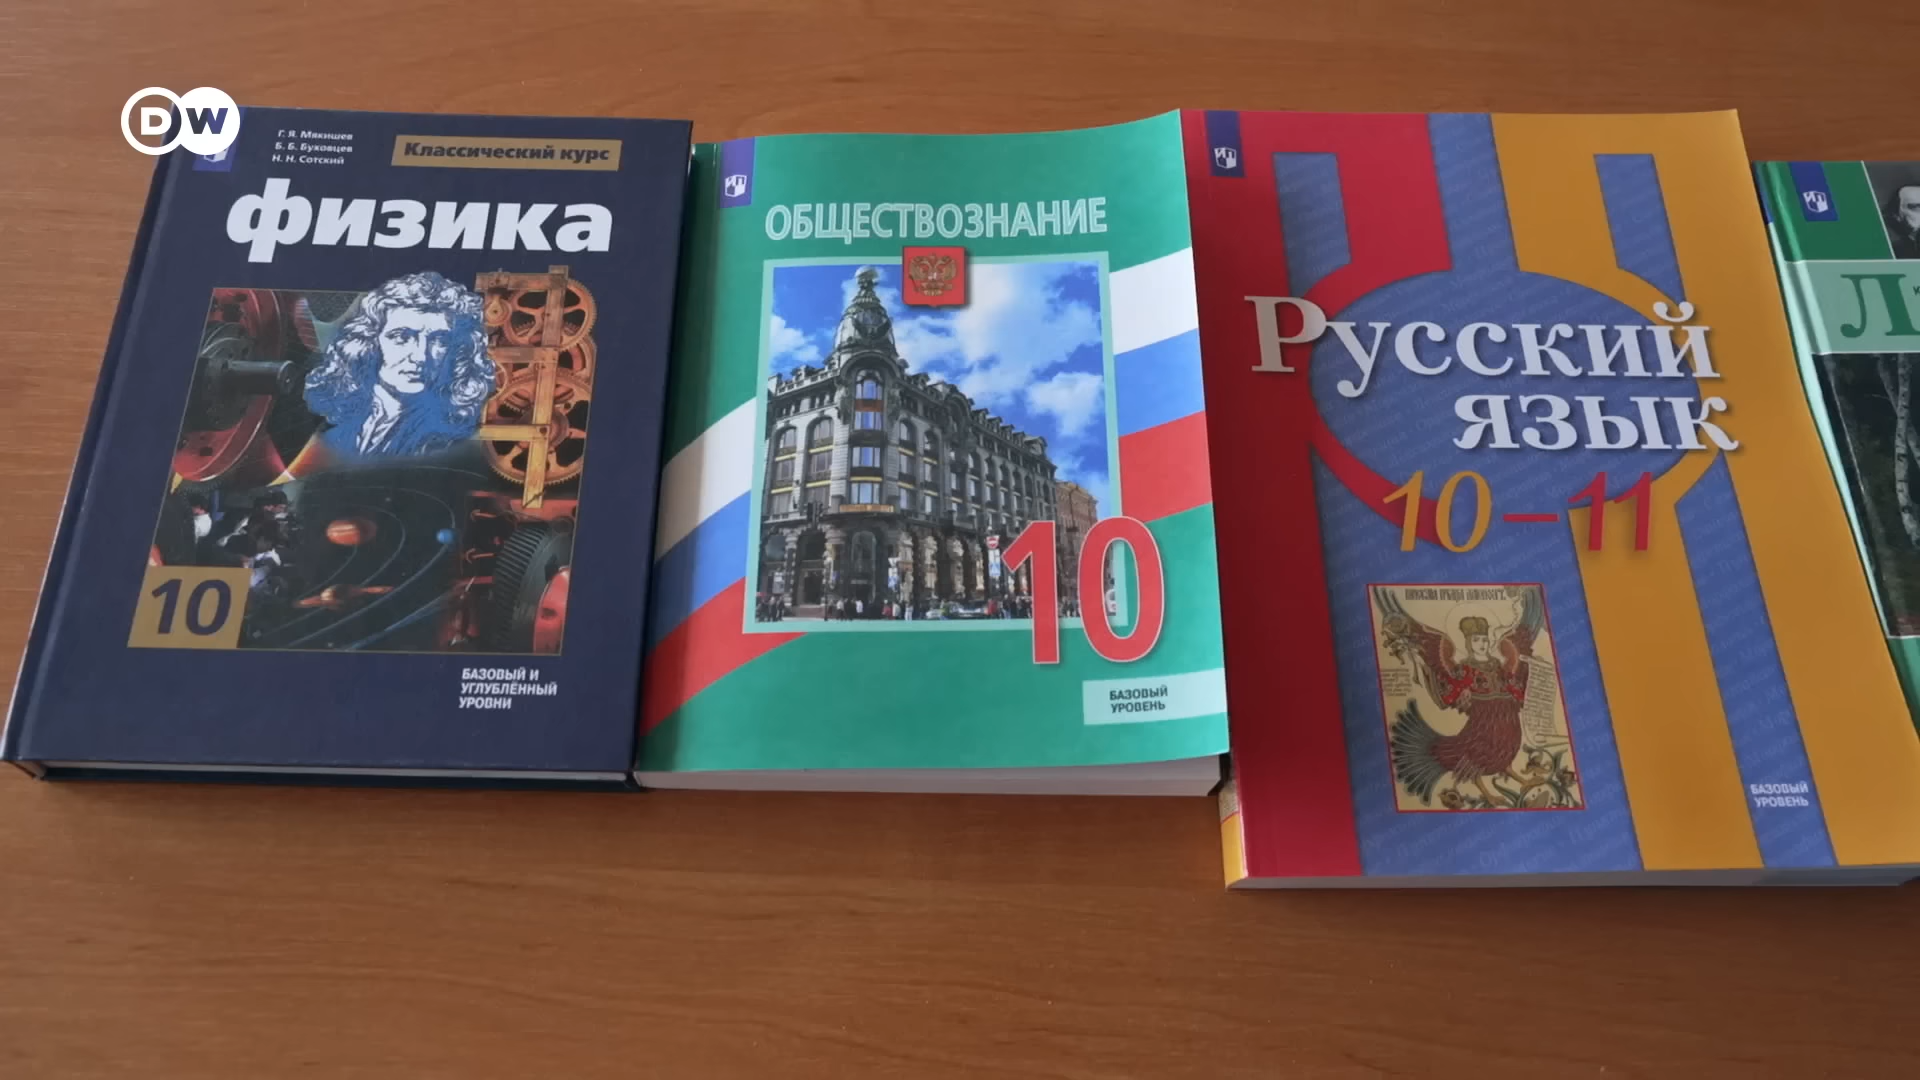 DW
Г. Я. Мякишев
Б. Б. Буховцев
Н. Н. Сотский
Классический курс
физика
10
БАЗОВЫЙ И
УГЛУБЛЁННЫЙ
УРОВНИ
ОБЩЕСТВОЗНАНИЕ
10
БАЗОВЫЙ
УРОВЕНЬ
Русский
язык
10–11
БАЗОВЫЙ
УРОВЕНЬ
Л